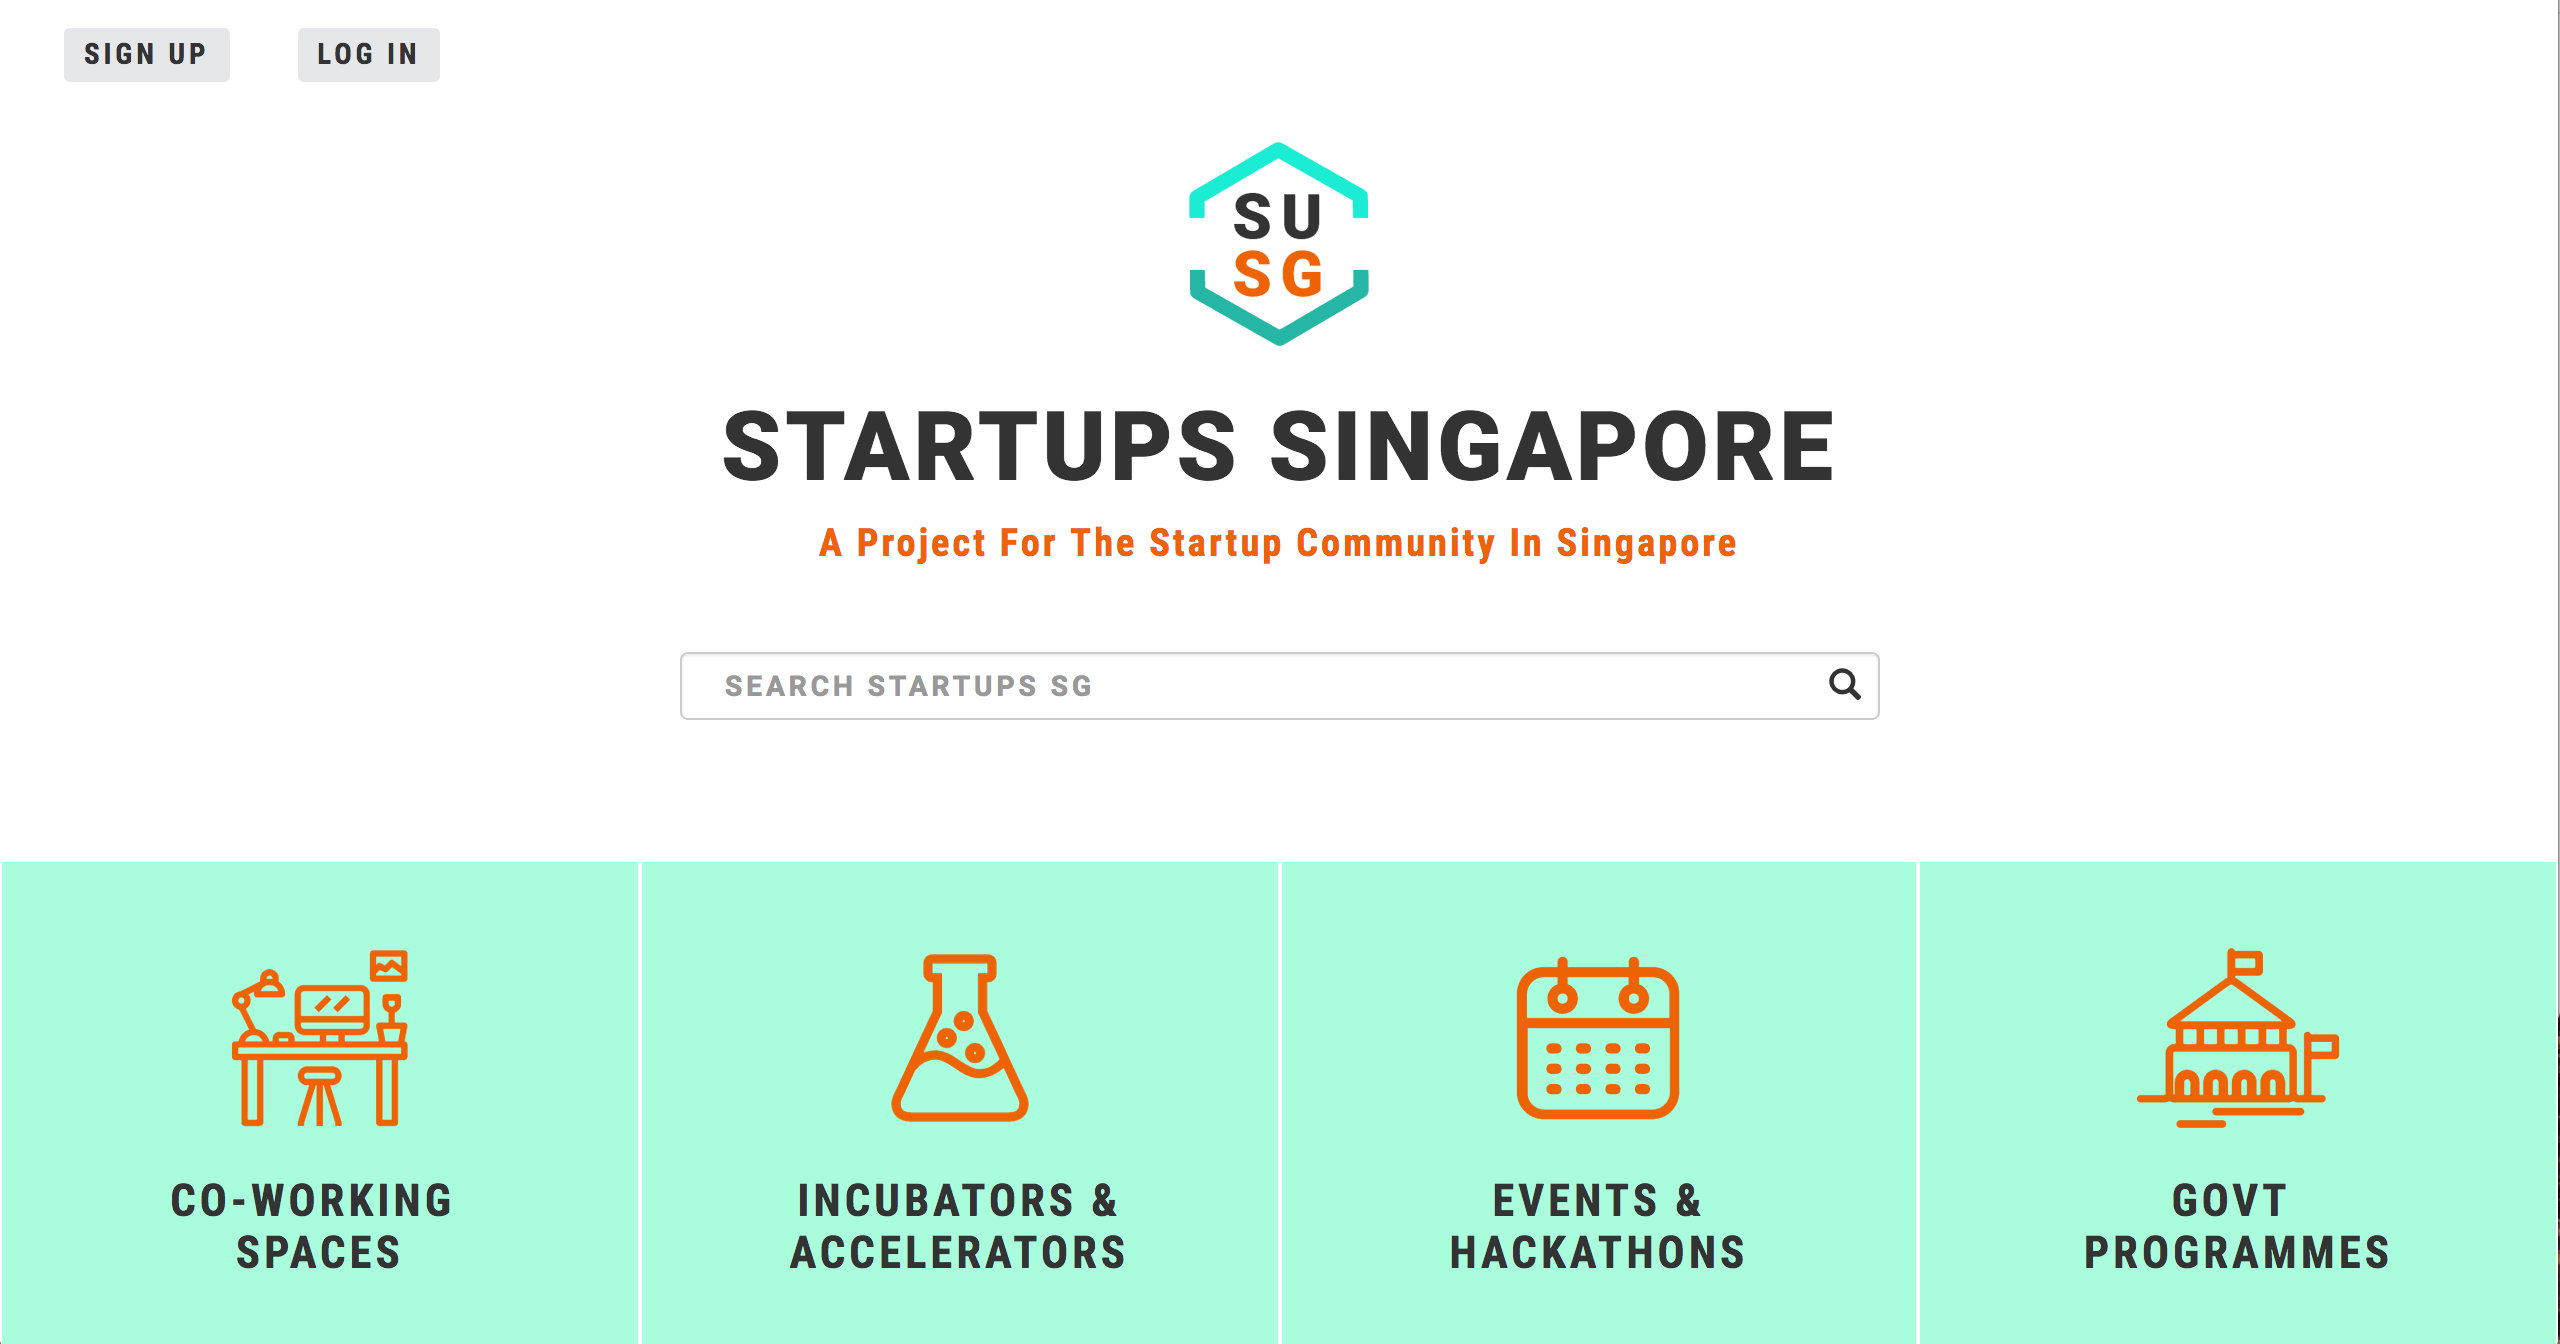 SIGN UP
LOG IN
SU
SG
STARTUPS SINGAPORE
A Project For The Startup Community In Singapore
SEARCH STARTUPS SG
CO-WORKING
SPACES
INCUBATORS &
ACCELERATORS
EVENTS &
HACKATHONS
GOVT
PROGRAMMES